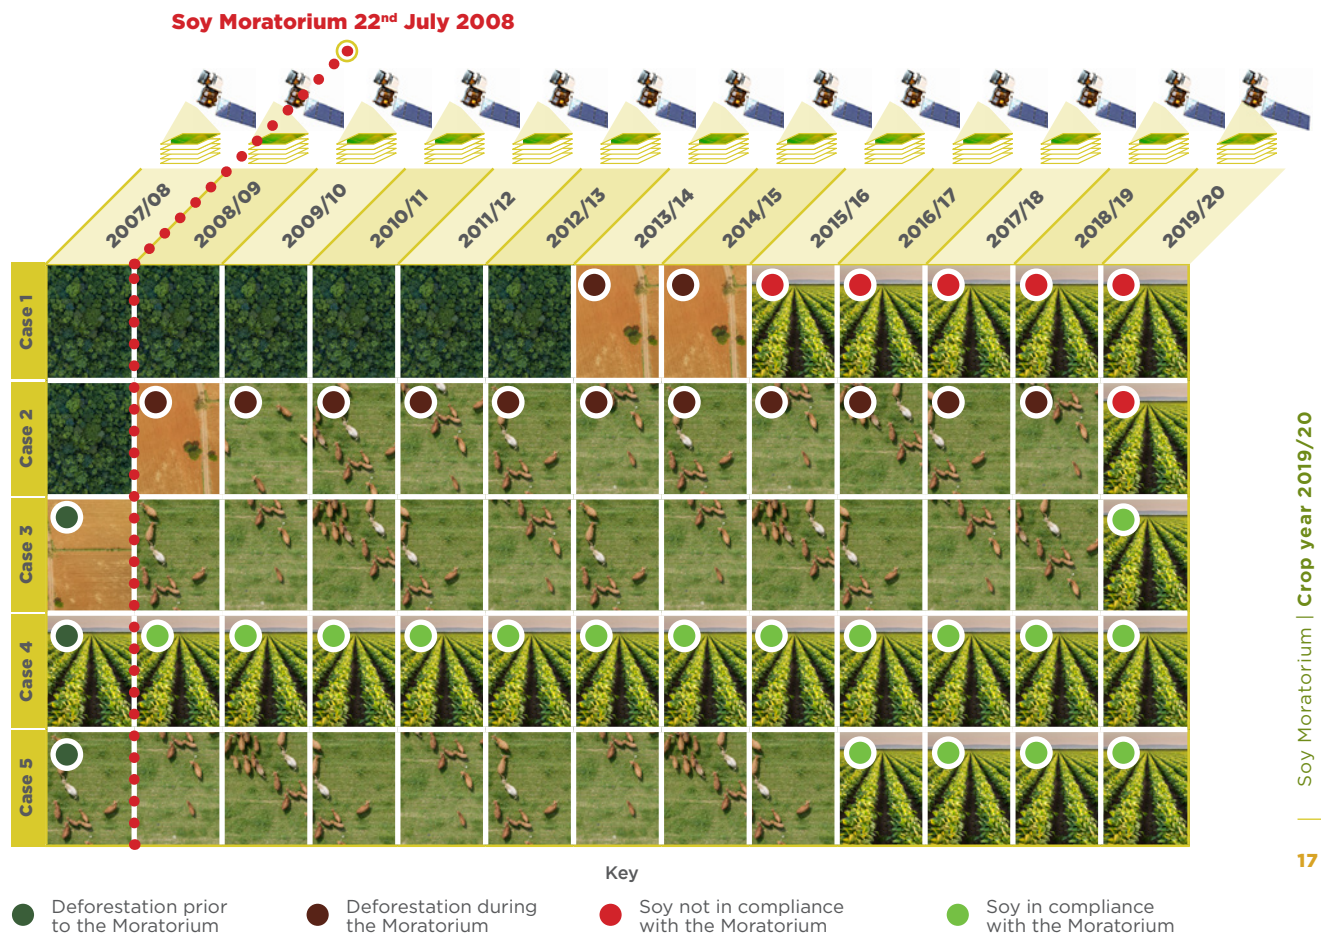 Soy Moratorium 22nd July 2008
2007/08
2008/09
2009/10
2010/11
2011/12
2012/13
2013/14
2014/15
2015/16
2016/17
2017/18
2018/19
2019/20
Case 1
Case 2
Case 3
Case 4
Case 5
Key
Deforestation prior
to the Moratorium
Deforestation during
the Moratorium
Soy not in compliance
with the Moratorium
Soy in compliance
with the Moratorium
Soy Moratorium | Crop year 2019/20
17